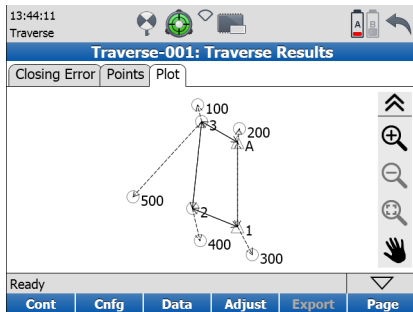 13:44:11
Traverse
A B
Traverse-001: Traverse Results
Closing Error Points Plot
100
3
200
A
500
2
1
400
300
Ready
Cont Cnfg Data Adjust Export Page